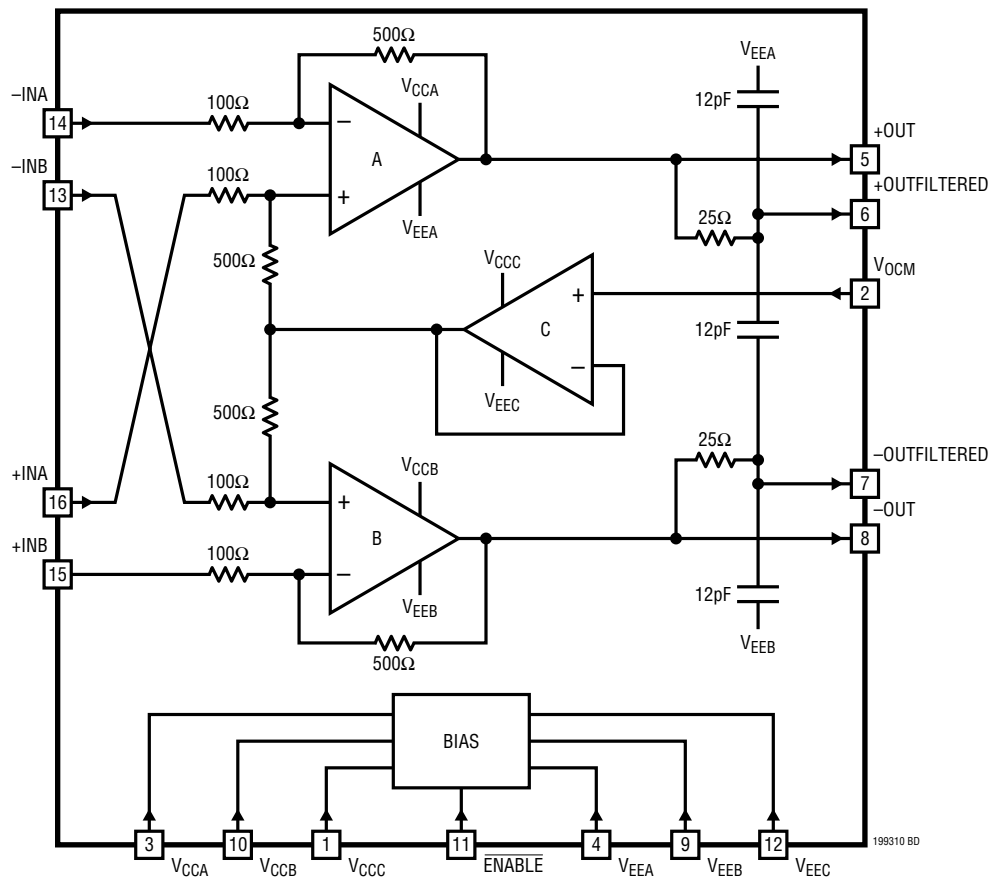 500Ω
VEEA
–INA
100Ω
VCCA
12pF
14
–
+OUT
–INB
100Ω
A
5
13
+
+OUTFILTERED
VEEA
25Ω
6
500Ω
VCCC
VOCM
+
2
C
12pF
–
VEEC
500Ω
25Ω
–OUTFILTERED
+INA
100Ω
VCCB
7
16
+
–OUT
+INB
100Ω
B
8
15
–
VEEB
12pF
500Ω
VEEB
BIAS
3
10
1
11
4
9
12
199310 BD
VCCA
VCCB
VCCC
ENABLE
VEEA
VEEB
VEEC